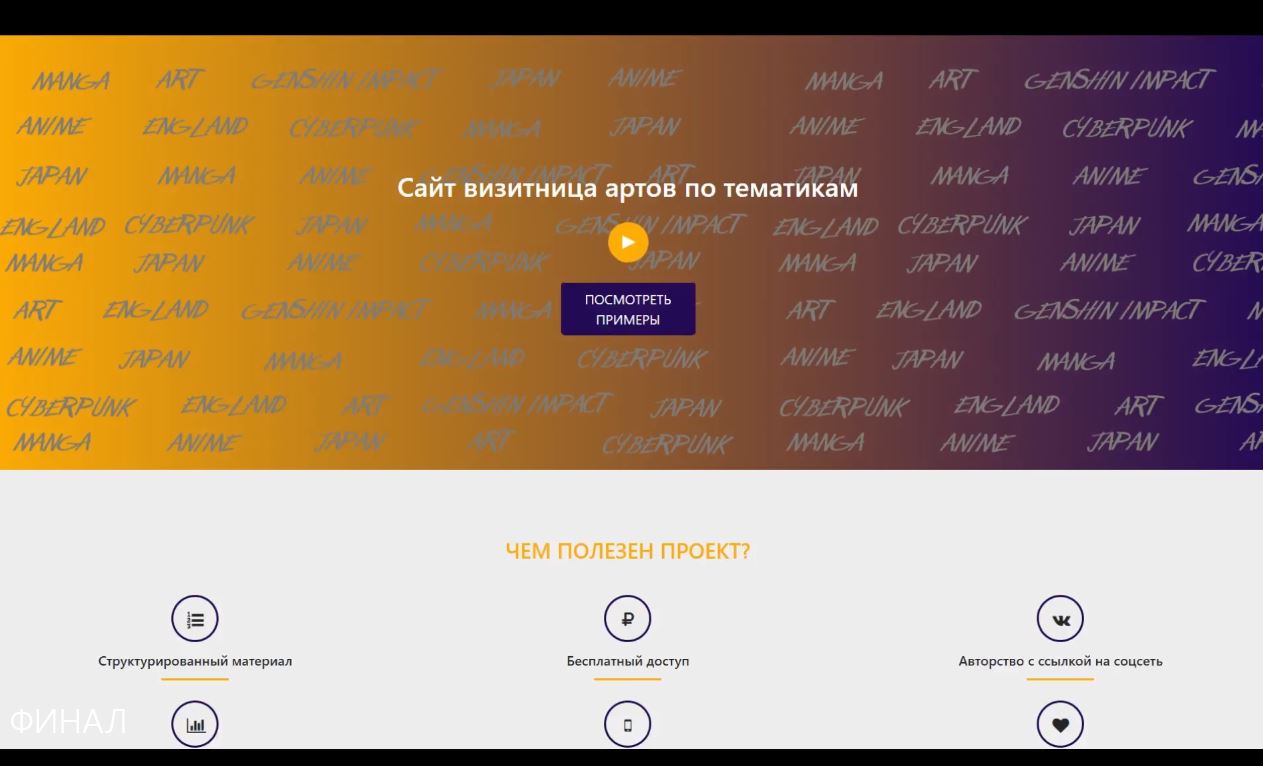 MANGA ART GENSHIN IMPACT JAPAN ANIME MANGA ART GENSHIN IMPACT
ANIME ENGLAND CYBERPUNK MANGA JAPAN ANIME ENGLAND CYBERPUNK M
JAPAN MANGA ANIME GENSHIN IMPACT ART JAPAN MANGA ANIME GENSH
Сайт визитница артов по тематикам
ENGLAND CYBERPUNK JAPAN MANGA GENSHIN IMPACT ENGLAND CYBERPUNK JAPAN MANGA
MANGA JAPAN ANIME CYBERPUNK JAPAN MANGA JAPAN ANIME CYBER
ПОСМОТРЕТЬ
ПРИМЕРЫ
ART ENGLAND GENSHIN IMPACT MANGA ART ENGLAND GENSHIN IMPACT M
ANIME JAPAN MANGA ENGLAND CYBERPUNK ANIME JAPAN MANGA ENGL
CYBERPUNK ENGLAND ART GENSHIN IMPACT JAPAN CYBERPUNK ENGLAND ART GENSH
MANGA ANIME JAPAN ART CYBERPUNK MANGA ANIME JAPAN A
ЧЕМ ПОЛЕЗЕН ПРОЕКТ?
Структурированный материал
Бесплатный доступ
Авторство с ссылкой на соцсеть
ФИНАЛ